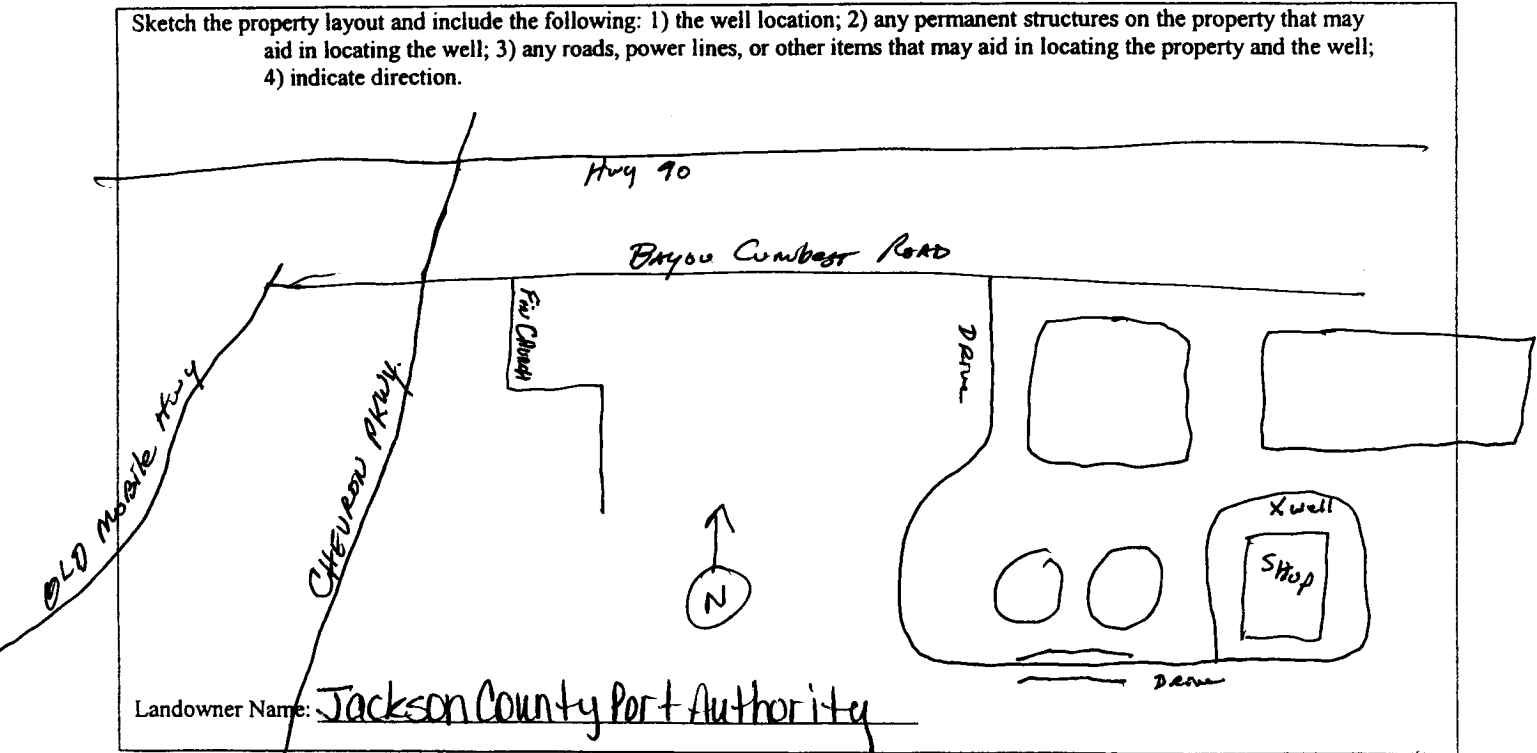 Sketch the property layout and include the following: 1) the well location; 2) any permanent structures on the property that may
aid in locating the well; 3) any roads, power lines, or other items that may aid in locating the property and the well;
4) indicate direction.
Hwy 90
BAYOU Cumbest ROAD
CHURCH
DRive
OLD MOBile Hwy
CHEVRON PKWY.
X well
SHOP
N
DRive
Landowner Name: Jackson County Port Authority